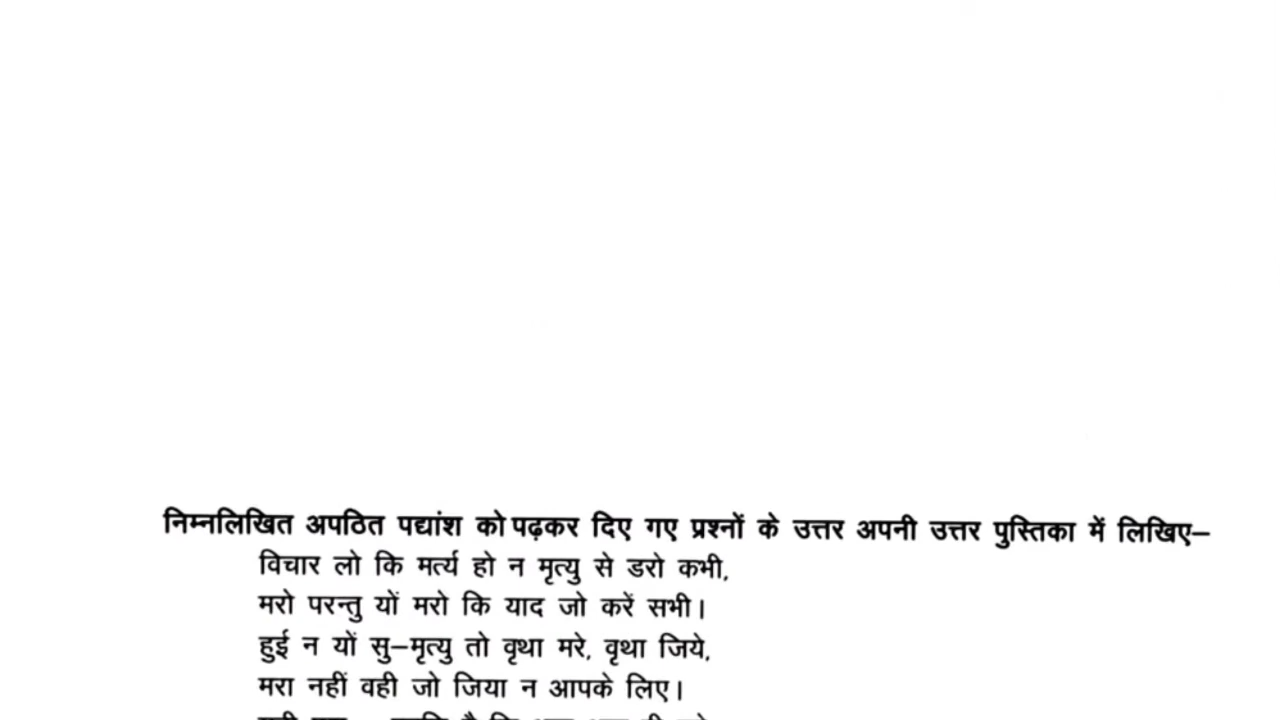 निम्नलिखित अपठित पद्यांश को पढ़कर दिए गए प्रश्नों के उत्तर अपनी उत्तर पुस्तिका में लिखिए–
विचार लो कि मर्त्य हो न मृत्यु से डरो कभी,
मरो परन्तु यों मरो कि याद जो करें सभी।
हुई न यों सु–मृत्यु तो वृथा मरे, वृथा जिये,
मरा नहीं वही जो जिया न आपके लिए।